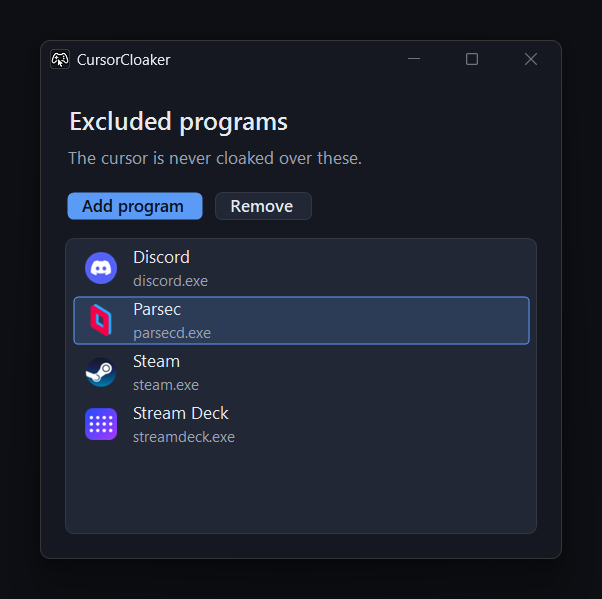 CursorCloaker
Excluded programs
The cursor is never cloaked over these.
Add program
Remove
Discord
discord.exe
Parsec
parsecd.exe
Steam
steam.exe
Stream Deck
streamdeck.exe